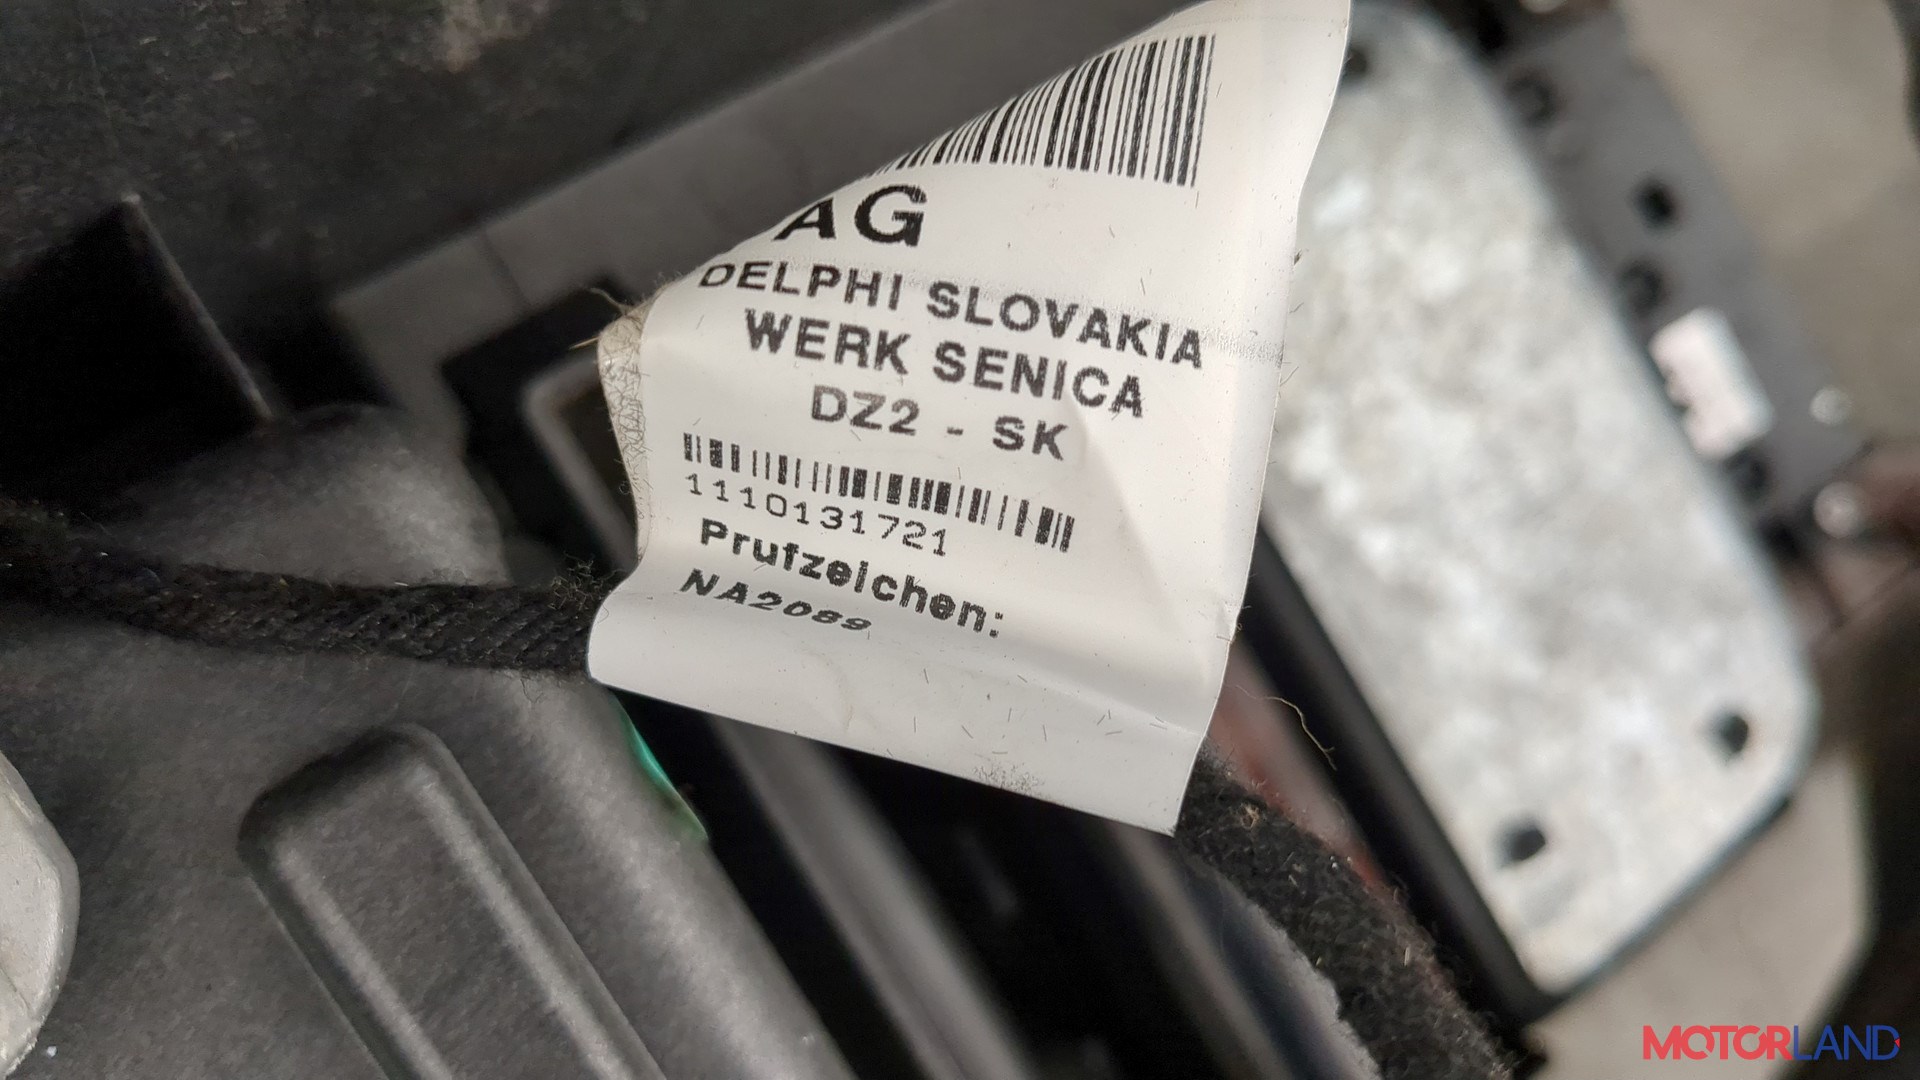 AG
DELPHI SLOVAKIA
WERK SENICA
DZ2 - SK
1110131721
Prufzeichen:
NA2089
MOTORLAND